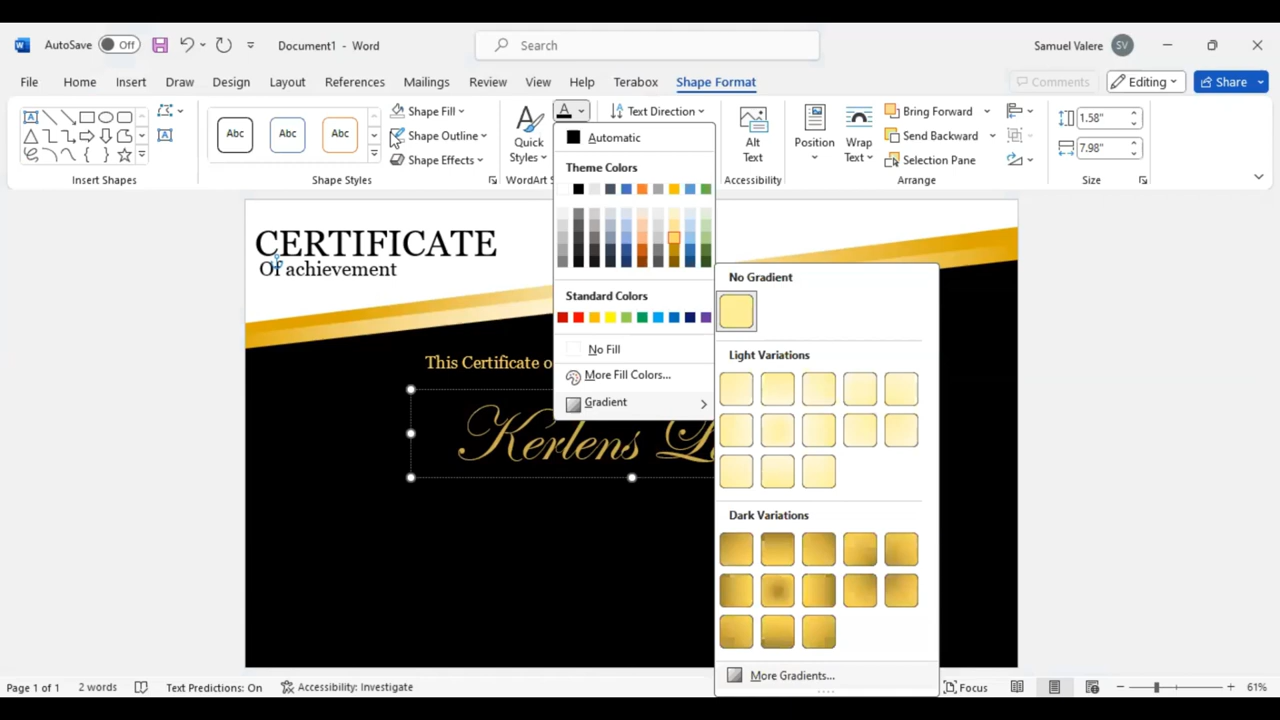 AutoSave Off Document1 - Word Search Samuel Valere SV
File Home Insert Draw Design Layout References Mailings Review View Help Terabox Shape Format Comments Editing Share
Abc Abc Abc
Shape Fill
Shape Outline
Shape Effects
Quick
Styles
A
Text Direction
Alt
Text
Position
Wrap
Text
Bring Forward
Send Backward
Selection Pane
1.58"
7.98"
Insert Shapes Shape Styles WordArt S Accessibility Arrange Size
Automatic
Theme Colors
Standard Colors
No Fill
More Fill Colors...
Gradient
No Gradient
Light Variations
Dark Variations
More Gradients...
CERTIFICATE
Of achievement
This Certificate o
Kerlens
Page 1 of 1 2 words Text Predictions: On Accessibility: Investigate Focus 61%